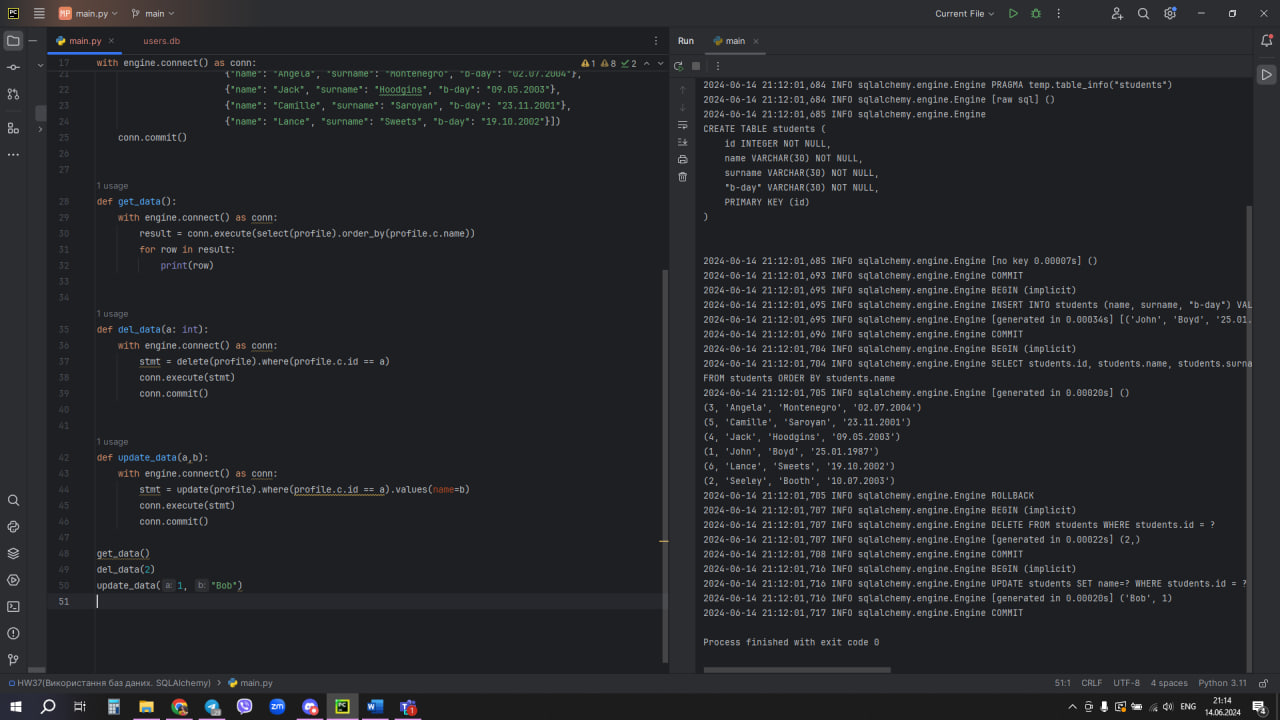 main.py
main
Current File
main.py
users.db
17 with engine.connect() as conn:
1 8 2
21 {"name": "Angela", "surname": "Montenegro", "b-day": "02.07.2004"},
22 {"name": "Jack", "surname": "Hoodgins", "b-day": "09.05.2003"},
23 {"name": "Camille", "surname": "Saroyan", "b-day": "23.11.2001"},
24 {"name": "Lance", "surname": "Sweets", "b-day": "19.10.2002"}])
25 conn.commit()
26
27
1 usage
28 def get_data():
29 with engine.connect() as conn:
30 result = conn.execute(select(profile).order_by(profile.c.name))
31 for row in result:
32 print(row)
33
34
1 usage
35 def del_data(a: int):
36 with engine.connect() as conn:
37 stmt = delete(profile).where(profile.c.id == a)
38 conn.execute(stmt)
39 conn.commit()
40
41
1 usage
42 def update_data(a,b):
43 with engine.connect() as conn:
44 stmt = update(profile).where(profile.c.id == a).values(name=b)
45 conn.execute(stmt)
46 conn.commit()
47
48 get_data()
49 del_data(2)
50 update_data( a: 1, b: "Bob")
51
Run
main
2024-06-14 21:12:01,684 INFO sqlalchemy.engine.Engine PRAGMA temp.table_info("students")
2024-06-14 21:12:01,684 INFO sqlalchemy.engine.Engine [raw sql] ()
2024-06-14 21:12:01,685 INFO sqlalchemy.engine.Engine
CREATE TABLE students (
id INTEGER NOT NULL,
name VARCHAR(30) NOT NULL,
surname VARCHAR(30) NOT NULL,
"b-day" VARCHAR(30) NOT NULL,
PRIMARY KEY (id)
)
2024-06-14 21:12:01,685 INFO sqlalchemy.engine.Engine [no key 0.00007s] ()
2024-06-14 21:12:01,693 INFO sqlalchemy.engine.Engine COMMIT
2024-06-14 21:12:01,695 INFO sqlalchemy.engine.Engine BEGIN (implicit)
2024-06-14 21:12:01,695 INFO sqlalchemy.engine.Engine INSERT INTO students (name, surname, "b-day") VAL
2024-06-14 21:12:01,695 INFO sqlalchemy.engine.Engine [generated in 0.00034s] [('John', 'Boyd', '25.01.
2024-06-14 21:12:01,696 INFO sqlalchemy.engine.Engine COMMIT
2024-06-14 21:12:01,704 INFO sqlalchemy.engine.Engine BEGIN (implicit)
2024-06-14 21:12:01,704 INFO sqlalchemy.engine.Engine SELECT students.id, students.name, students.surna
FROM students ORDER BY students.name
2024-06-14 21:12:01,705 INFO sqlalchemy.engine.Engine [generated in 0.00020s] ()
(3, 'Angela', 'Montenegro', '02.07.2004')
(5, 'Camille', 'Saroyan', '23.11.2001')
(4, 'Jack', 'Hoodgins', '09.05.2003')
(1, 'John', 'Boyd', '25.01.1987')
(6, 'Lance', 'Sweets', '19.10.2002')
(2, 'Seeley', 'Booth', '10.07.2003')
2024-06-14 21:12:01,705 INFO sqlalchemy.engine.Engine ROLLBACK
2024-06-14 21:12:01,707 INFO sqlalchemy.engine.Engine BEGIN (implicit)
2024-06-14 21:12:01,707 INFO sqlalchemy.engine.Engine DELETE FROM students WHERE students.id = ?
2024-06-14 21:12:01,707 INFO sqlalchemy.engine.Engine [generated in 0.00022s] (2,)
2024-06-14 21:12:01,708 INFO sqlalchemy.engine.Engine COMMIT
2024-06-14 21:12:01,716 INFO sqlalchemy.engine.Engine BEGIN (implicit)
2024-06-14 21:12:01,716 INFO sqlalchemy.engine.Engine UPDATE students SET name=? WHERE students.id = ?
2024-06-14 21:12:01,716 INFO sqlalchemy.engine.Engine [generated in 0.00020s] ('Bob', 1)
2024-06-14 21:12:01,717 INFO sqlalchemy.engine.Engine COMMIT
Process finished with exit code 0
HW37(Використання баз даних. SQLAlchemy) main.py
51:1 CRLF UTF-8 4 spaces Python 3.11
ENG
21:14
14.06.2024